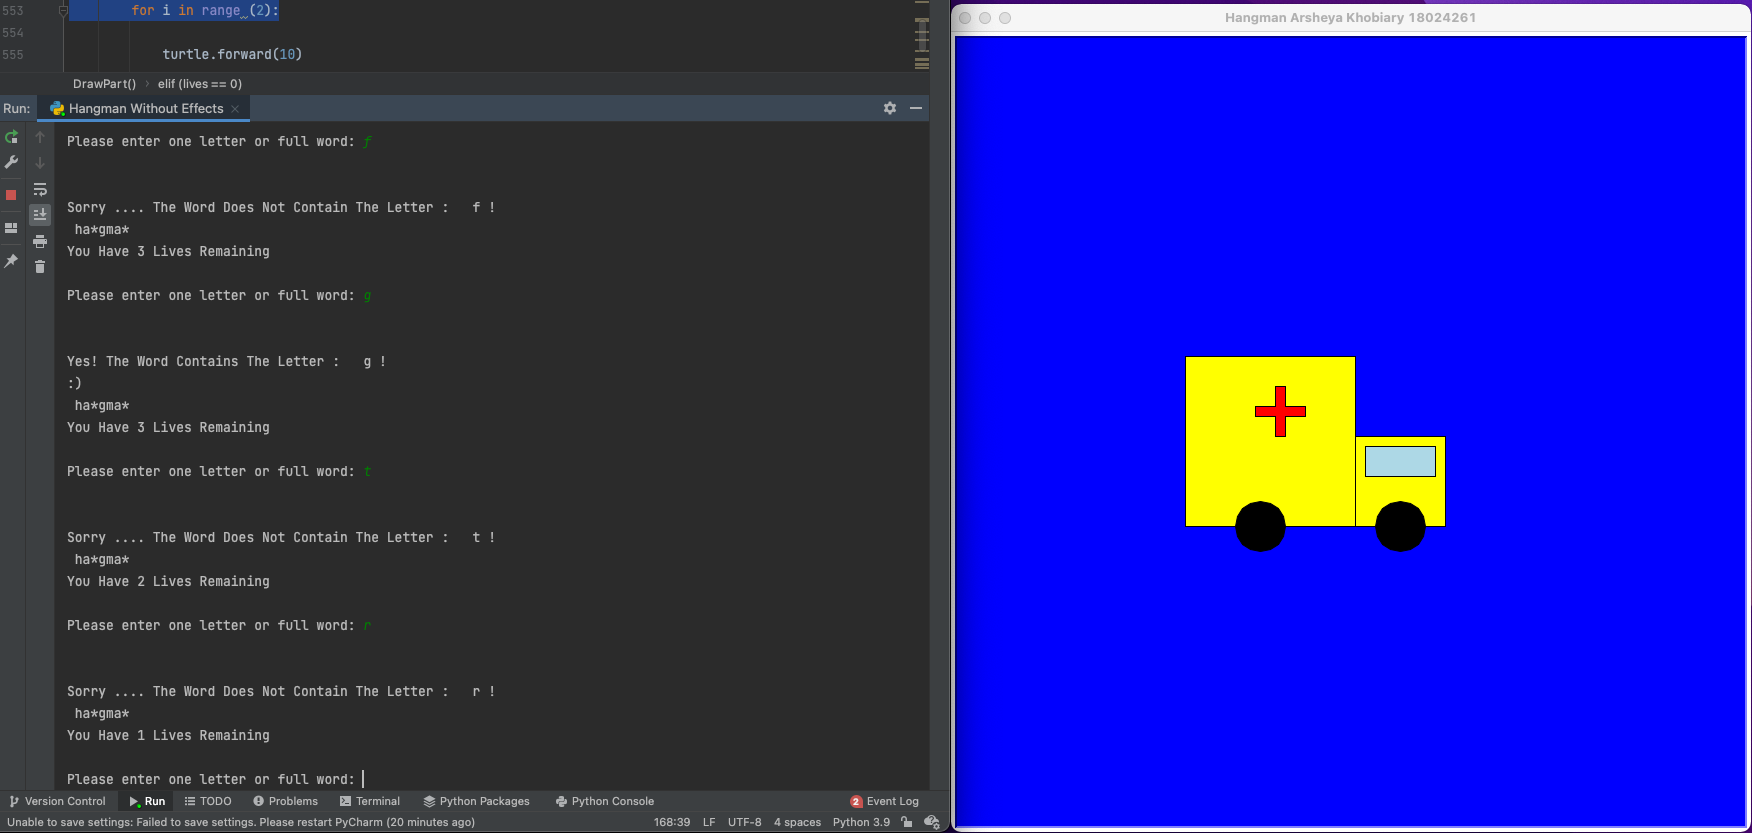 553 for i in range (2):
554
555 turtle.forward(10)
DrawPart() › elif (lives == 0)
Run: Hangman Without Effects ×
Please enter one letter or full word: f
Sorry .... The Word Does Not Contain The Letter :   f !
ha*gma*
You Have 3 Lives Remaining
Please enter one letter or full word: g
Yes! The Word Contains The Letter :   g !
:)
ha*gma*
You Have 3 Lives Remaining
Please enter one letter or full word: t
Sorry .... The Word Does Not Contain The Letter :   t !
ha*gma*
You Have 2 Lives Remaining
Please enter one letter or full word: r
Sorry .... The Word Does Not Contain The Letter :   r !
ha*gma*
You Have 1 Lives Remaining
Please enter one letter or full word:
Version Control Run TODO Problems Terminal Python Packages Python Console 2 Event Log
Unable to save settings: Failed to save settings. Please restart PyCharm (20 minutes ago) 168:39 LF UTF-8 4 spaces Python 3.9
Hangman Arsheya Khobiary 18024261